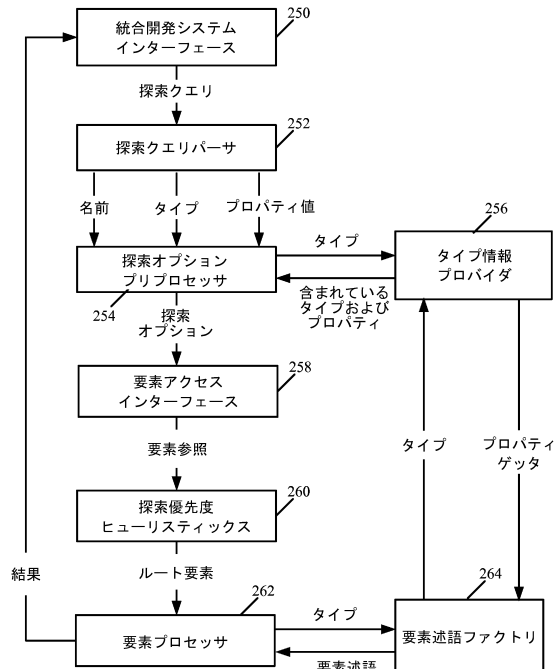 統合開発システム
インターフェース
250
探索クエリ
252
探索クエリパーサ
名前
タイプ
プロパティ値
256
タイプ
タイプ情報
プロバイダ
探索オプション
プリプロセッサ
254
含まれている
タイプおよび
プロパティ
探索
オプション
258
要素アクセス
インターフェース
要素参照
タイプ
プロパティ
ゲッタ
260
探索優先度
ヒューリスティックス
結果
ルート要素
262
264
タイプ
要素プロセッサ
要素述語ファクトリ
要素述語